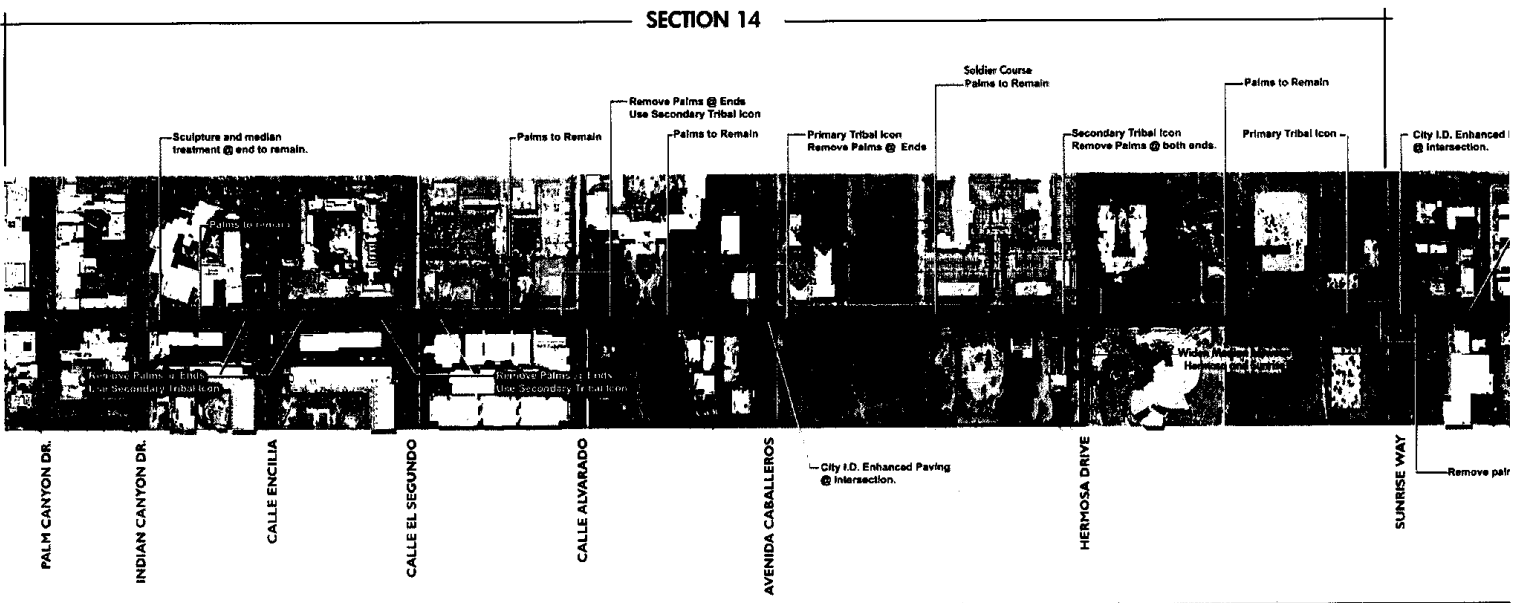 SECTION 14
Soldier Course
Palms to Remain
Palms to Remain
Remove Palms @ Ends
Use Secondary Tribal Icon
Sculpture and median
treatment @ end to remain.
Palms to Remain
Palms to Remain
Primary Tribal Icon
Remove Palms @ Ends
Secondary Tribal Icon
Remove Palms @ both ends.
Primary Tribal Icon
City I.D. Enhanced
@ Intersection.
Palms to remain
Remove Palms @ Ends
Use Secondary Tribal Icon
Remove Palms @ Ends
Use Secondary Tribal Icon
City I.D. Enhanced Paving
@ Intersection.
Remove
PALM CANYON DR.
INDIAN CANYON DR.
CALLE ENCILIA
CALLE EL SEGUNDO
CALLE ALVARADO
AVENIDA CABALLEROS
HERMOSA DRIVE
SUNRISE WAY